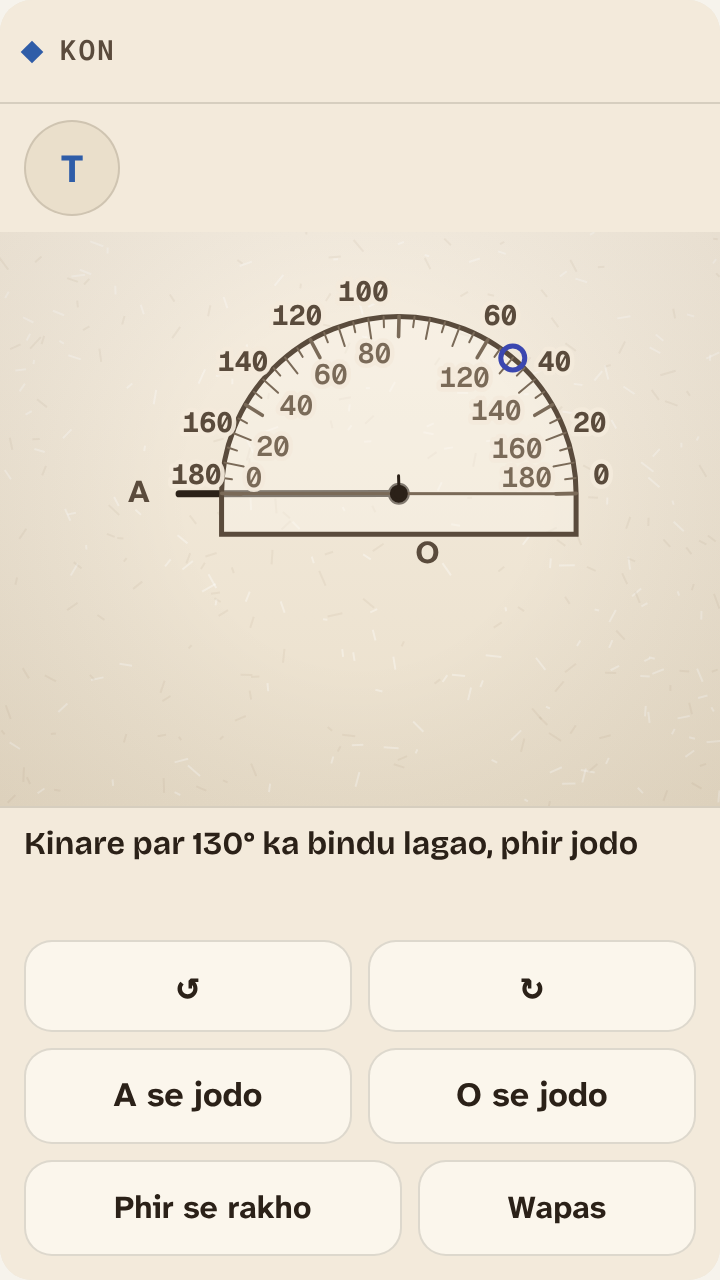 KON
T
100
120 60
80
140 40
60 120
40 140
160 20
20 160
180 0 180 0
A
O
Kinare par 130° ka bindu lagao, phir jodo
↺ ↻
A se jodo O se jodo
Phir se rakho Wapas